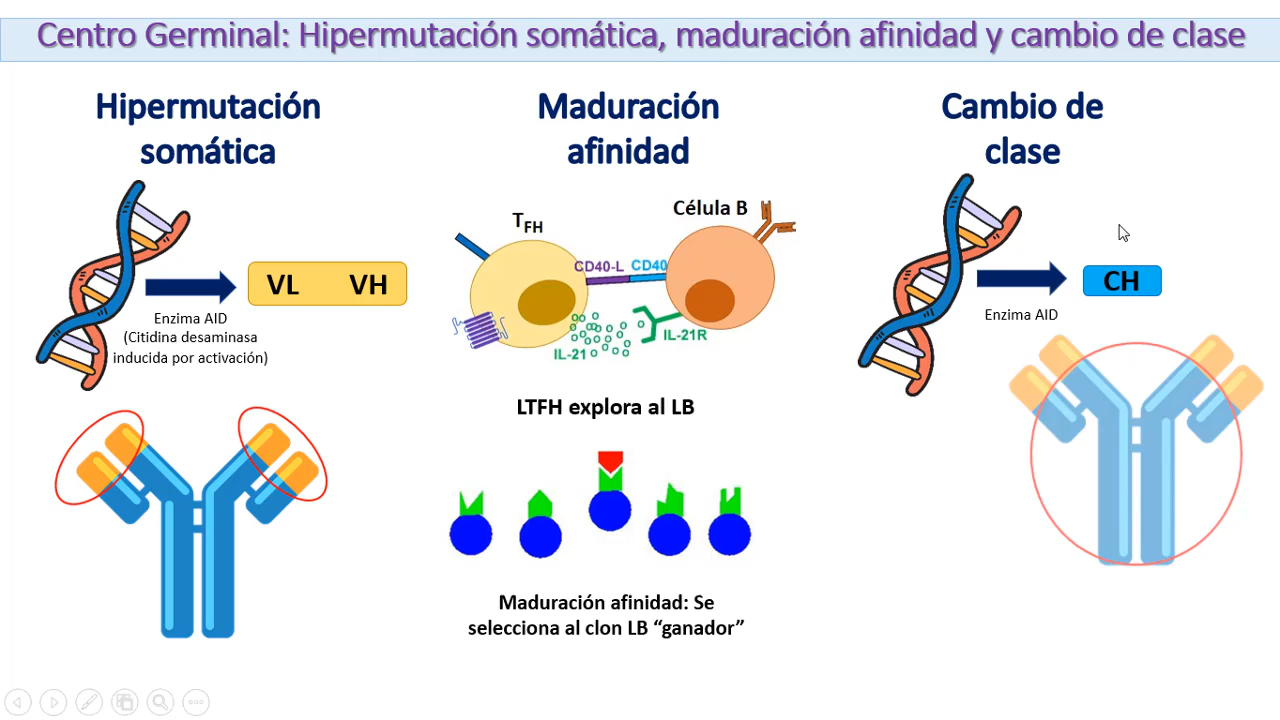 Centro Germinal: Hipermutación somática, maduración afinidad y cambio de clase
Hipermutación
somática
VL VH
Enzima AID
(Citidina desaminasa
inducida por activación)
Maduración
afinidad
TFH
Célula B
CD40-L CD40
IL-21
IL-21R
LTFH explora al LB
Maduración afinidad: Se
selecciona al clon LB “ganador”
Cambio de
clase
CH
Enzima AID